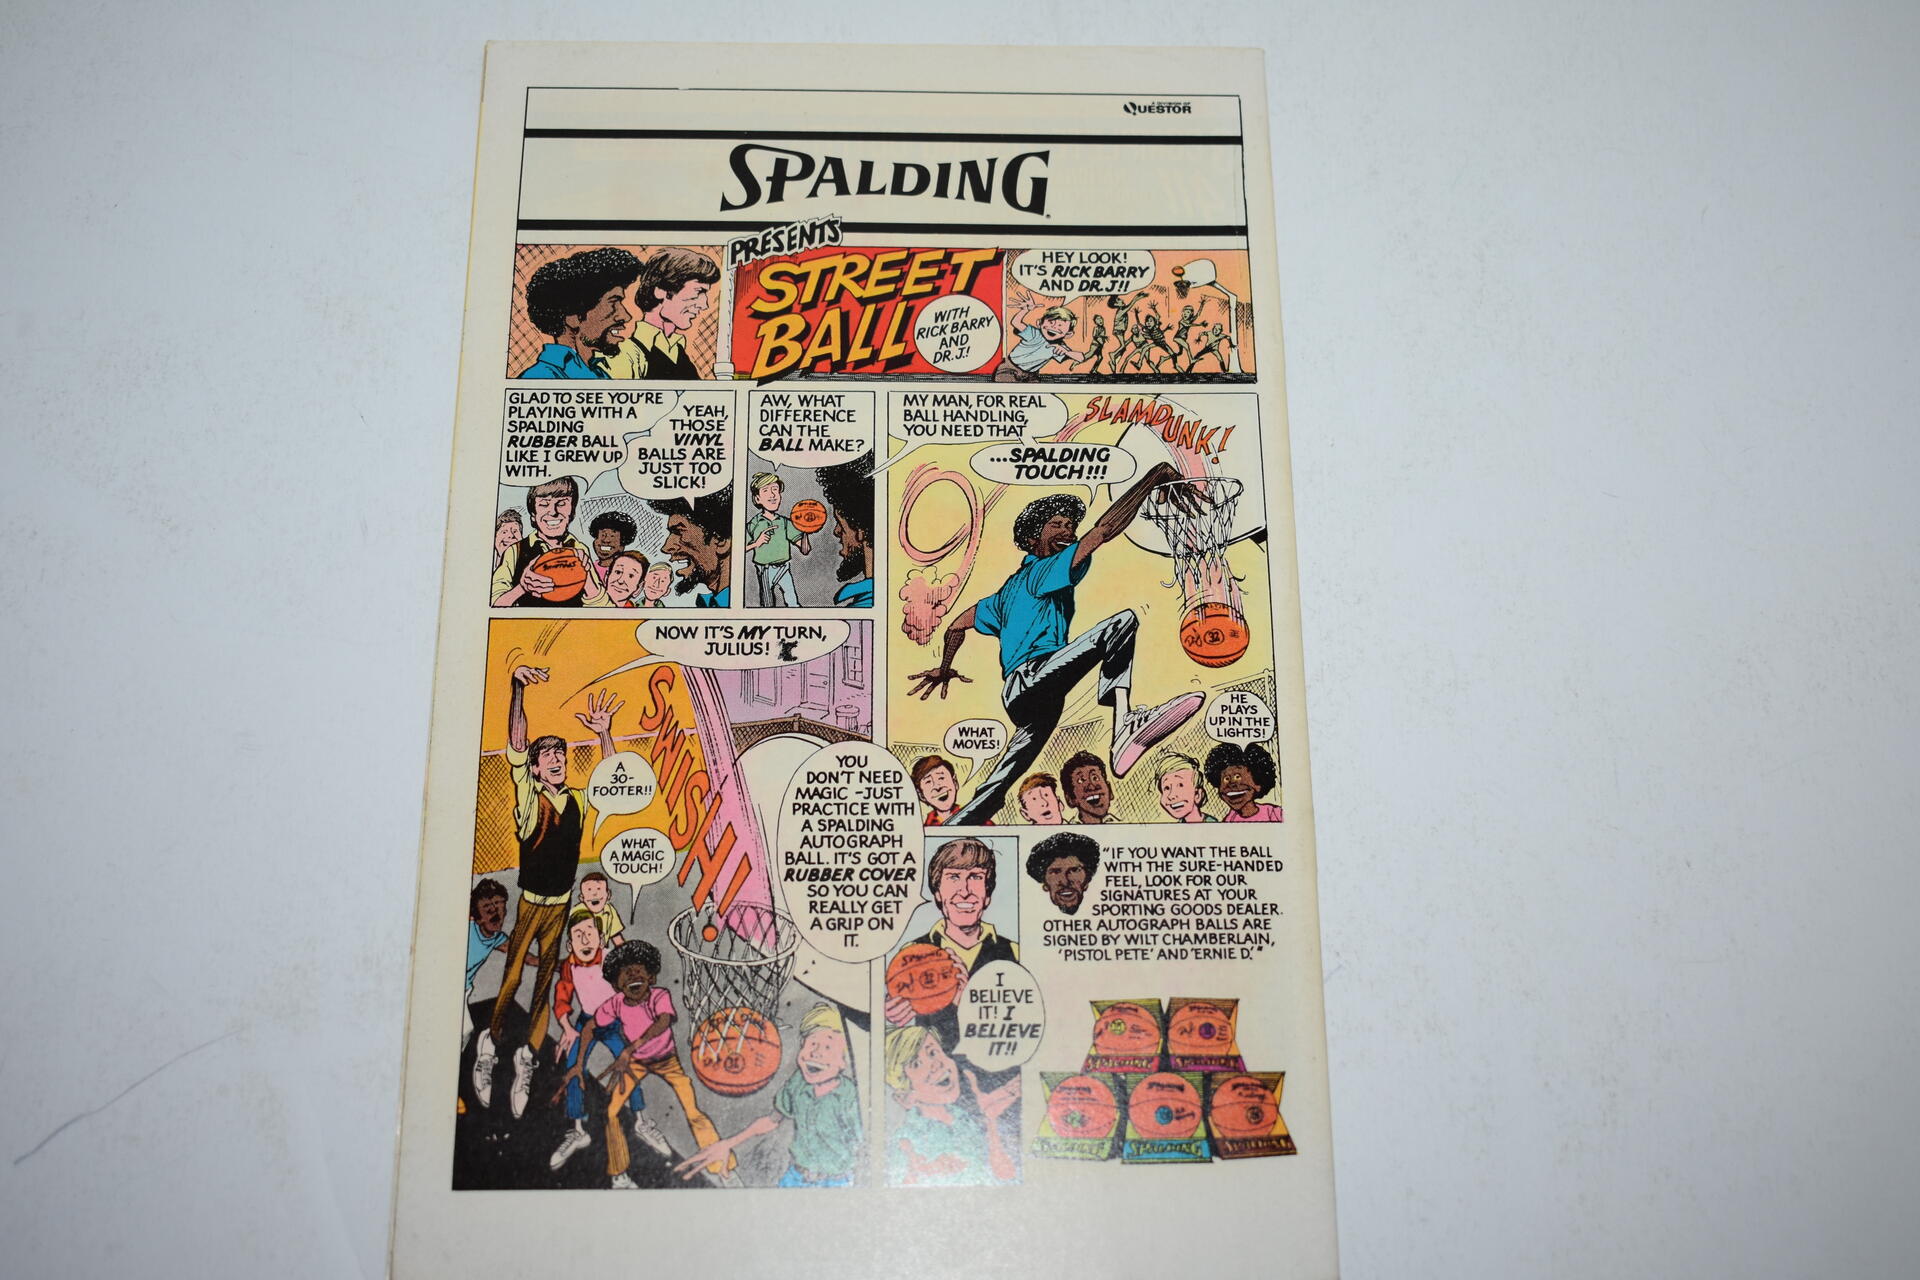 A DIVISION OF
QUESTOR
SPALDING
PRESENTS
STREET
BALL
WITH
RICK BARRY
AND
DR. J.!
HEY LOOK!
IT'S RICK BARRY
AND DR. J!!
GLAD TO SEE YOU'RE
PLAYING WITH A
SPALDING
RUBBER BALL
LIKE I GREW UP
WITH.
YEAH,
THOSE
VINYL
BALLS ARE
JUST TOO
SLICK!
AW, WHAT
DIFFERENCE
CAN THE
BALL MAKE?
MY MAN, FOR REAL
BALL HANDLING,
YOU NEED THAT
...SPALDING
TOUCH!!!
SLAMDUNK!
WHAT
MOVES!
HE
PLAYS
UP IN THE
LIGHTS!
NOW IT'S MY TURN,
JULIUS!
SWISH!
A
30-
FOOTER!!
WHAT
A MAGIC
TOUCH!
YOU
DON'T NEED
MAGIC -JUST
PRACTICE WITH
A SPALDING
AUTOGRAPH
BALL. IT'S GOT A
RUBBER COVER
SO YOU CAN
REALLY GET
A GRIP ON
IT.
I
BELIEVE
IT! I
BELIEVE
IT!!
"IF YOU WANT THE BALL
WITH THE SURE-HANDED
FEEL, LOOK FOR OUR
SIGNATURES AT YOUR
SPORTING GOODS DEALER.
OTHER AUTOGRAPH BALLS ARE
SIGNED BY WILT CHAMBERLAIN,
'PISTOL PETE' AND 'ERNIE D.'"
SPALDING
SPALDING
SPALDING
SPALDING
SPALDING